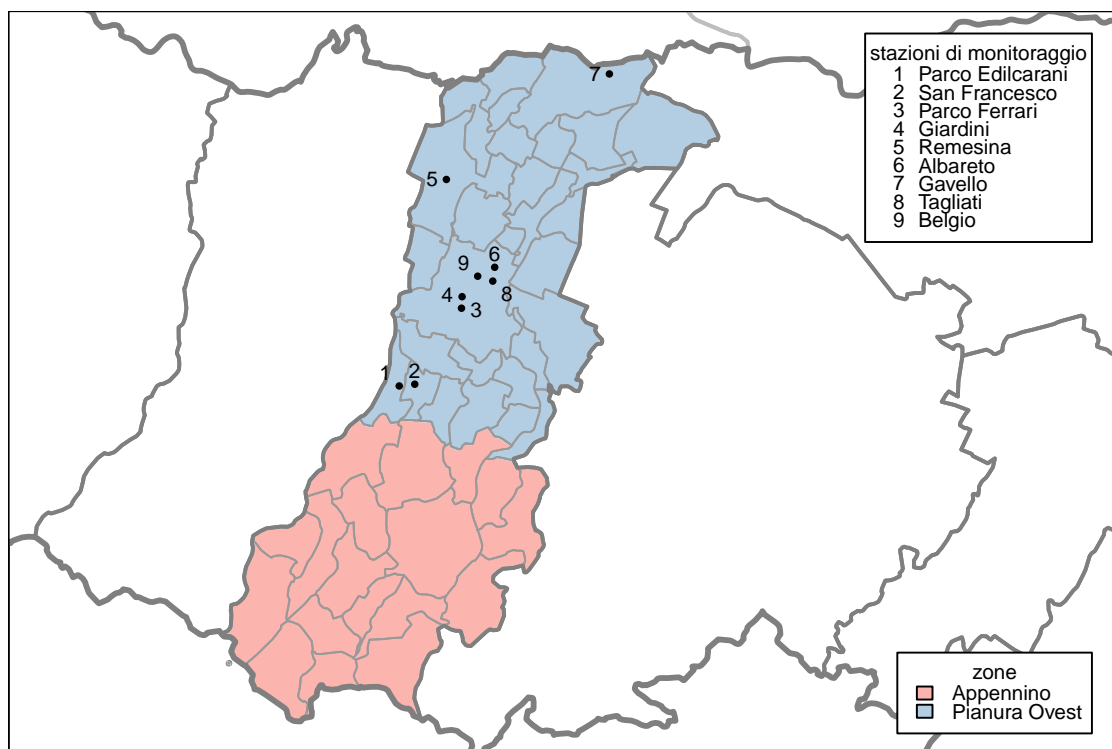 stazioni di monitoraggio
1 Parco Edilcarani
2 San Francesco
3 Parco Ferrari
4 Giardini
5 Remesina
6 Albareto
7 Gavello
8 Tagliati
9 Belgio
7
5
6
9
8
4
3
2
1
zone
Appennino
Pianura Ovest